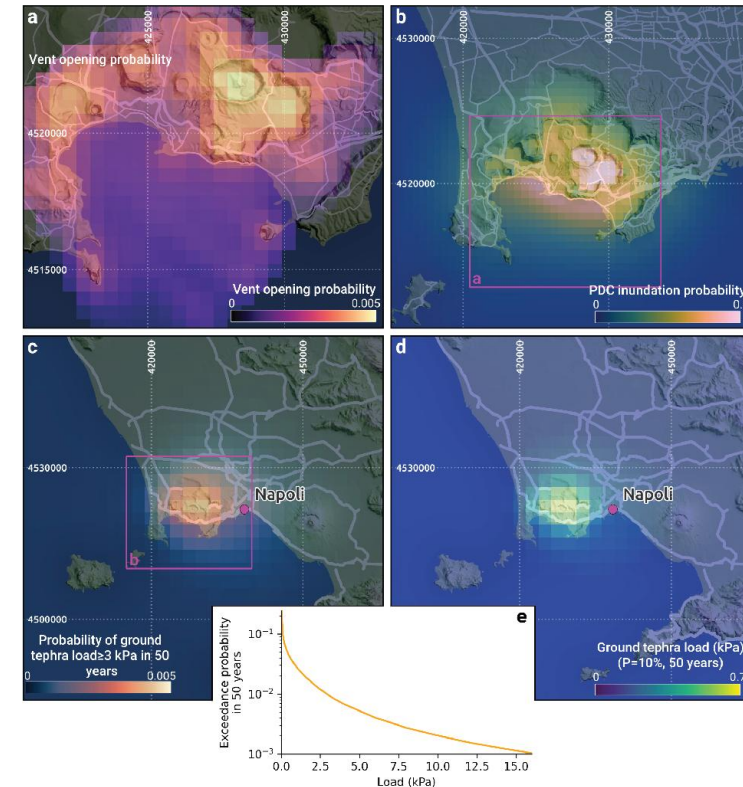 a
425000
430000
Vent opening probability
4520000
4515000
Vent opening probability
0 0.005
b
420000
430000
4530000
4520000
a
PDC inundation probability
0
c
420000
450000
4530000
Napoli
b
4500000
Probability of ground
tephra load≥3 kPa in 50
years
0 0.005
d
420000
450000
4530000
Napoli
4500000
Ground tephra load (kPa)
(P=10%, 50 years)
0
e
Exceedance probability
in 50 years
10⁻¹
10⁻²
10⁻³
0.0 2.5 5.0 7.5 10.0 12.5 15.0
Load (kPa)